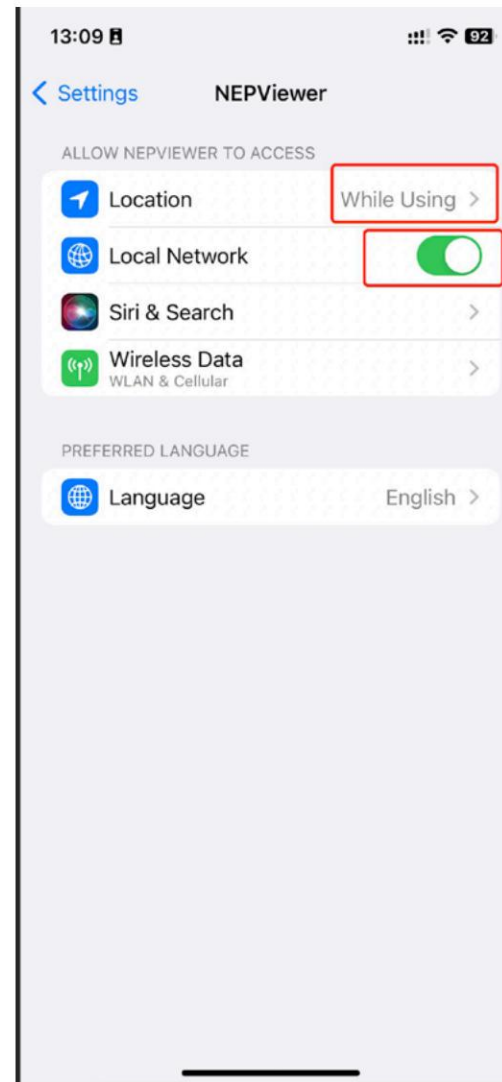 13:09
92
Settings
NEPViewer
ALLOW NEPVIEWER TO ACCESS
Location While Using
Local Network
Siri & Search
Wireless Data
WLAN & Cellular
PREFERRED LANGUAGE
Language English